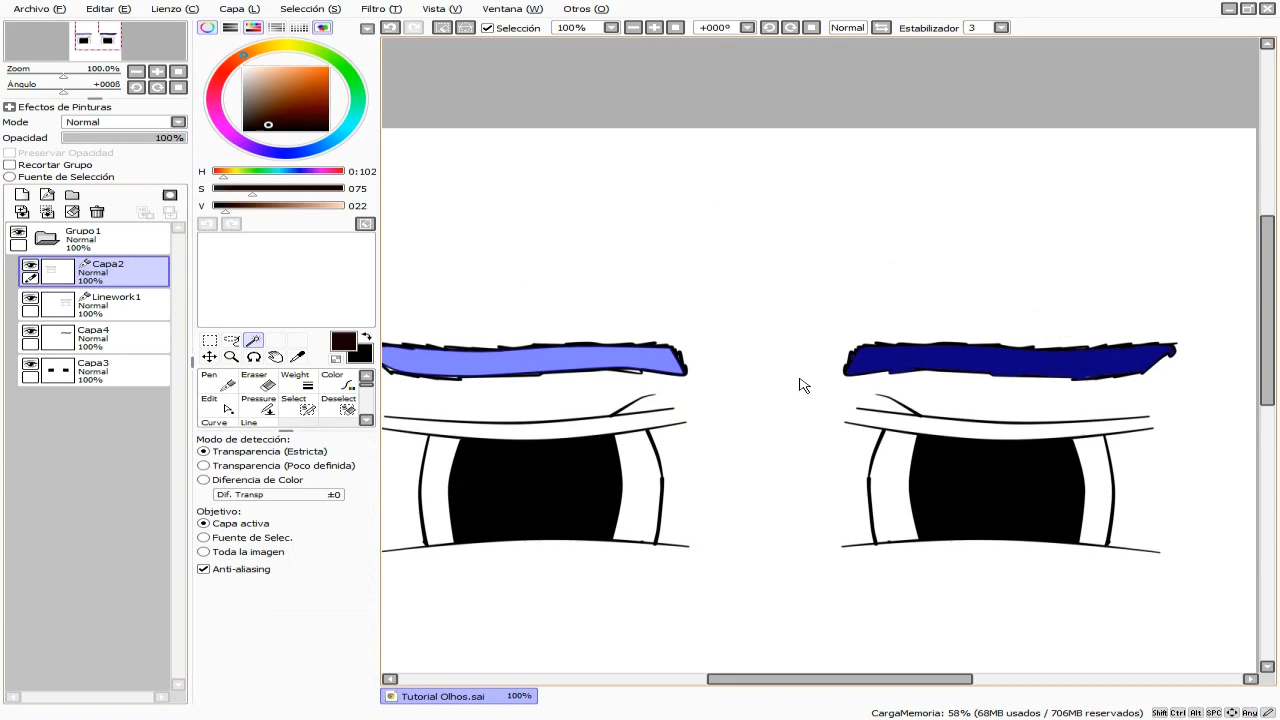 Archivo (F) Editar (E) Lienzo (C) Capa (L) Selección (S) Filtro (T) Vista (V) Ventana (W) Otros (O)
Selección 100% +000° Normal Estabilizador 3
Zoom 100.0%
Ángulo +000ß
Efectos de Pinturas
Mode Normal
Opacidad 100%
Preservar Opacidad
Recortar Grupo
Fuente de Selección
Grupo1
Normal
100%
Capa2
Normal
100%
Linework1
Normal
100%
Capa4
Normal
100%
Capa3
Normal
100%
H 0:102
S 075
V 022
Pen Eraser Weight Color
Edit Pressure Select Deselect
Curve Line
Modo de detección:
Transparencia (Estricta)
Transparencia (Poco definida)
Diferencia de Color
Dif. Transp ±0
Objetivo:
Capa activa
Fuente de Selec.
Toda la imagen
Anti-aliasing
Tutorial Olhos.sai 100%
CargaMemoria: 58% (68MB usados / 706MB reservados) Shift Ctrl Alt SPC Any